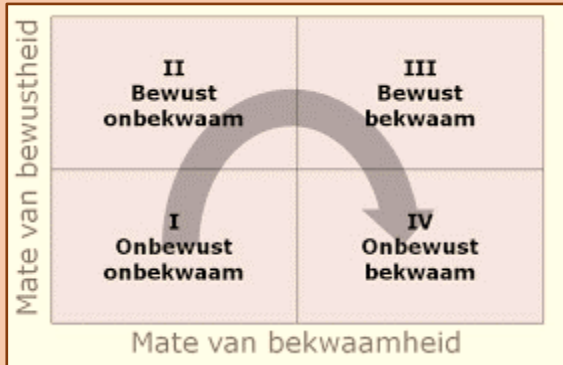 Mate van bewustheid
II
Bewust
onbekwaam
III
Bewust
bekwaam
I
Onbewust
onbekwaam
IV
Onbewust
bekwaam
Mate van bekwaamheid